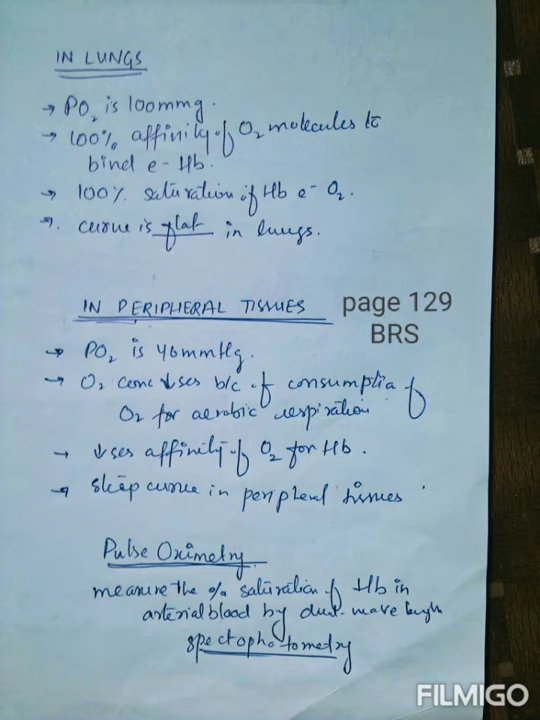 IN LUNGS
→ PO₂ is 100mmg.
→ 100% affinity of O₂ molecules to
bind c̄ Hb.
→ 100% saturation of Hb c̄ O₂.
→. curve is flat in lungs.
IN PERIPHERAL TISSUES
page 129
BRS
→ PO₂ is 40mmHg.
→ O₂ conc ↓ses b/c of consumptia of
O₂ for aerobic respiration
→ ↓ses affinity of O₂ for Hb.
→ steep curve in peripheral tissues
Pulse Oximetry.
measure the % saturation of Hb in
arterial blood by dual-wave length
spectophotometry
FILMIGO